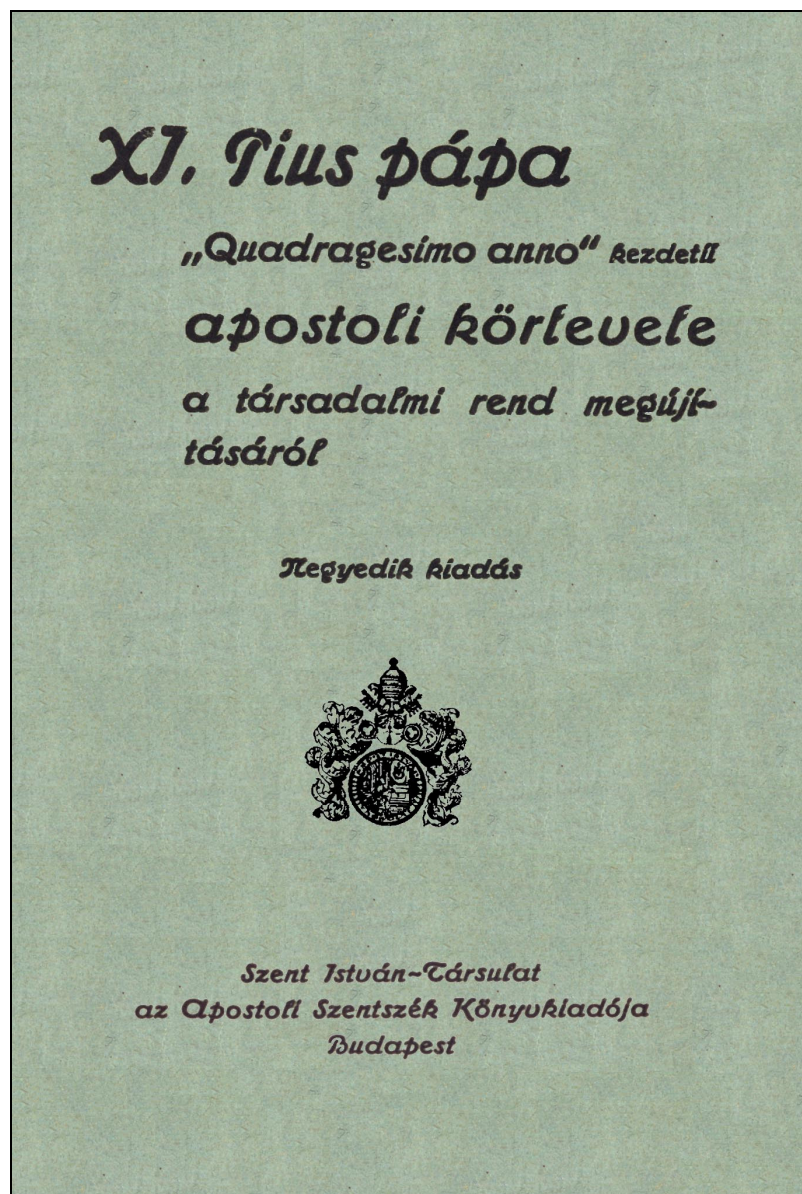 XI. Pius pápa
„Quadragesimo anno“ kezdetű
apostoli körlevele
a társadalmi rend megújí-
tásáról
Negyedik kiadás
Szent István-Társulat
az Apostoli Szentszék Könyvkiadója
Budapest